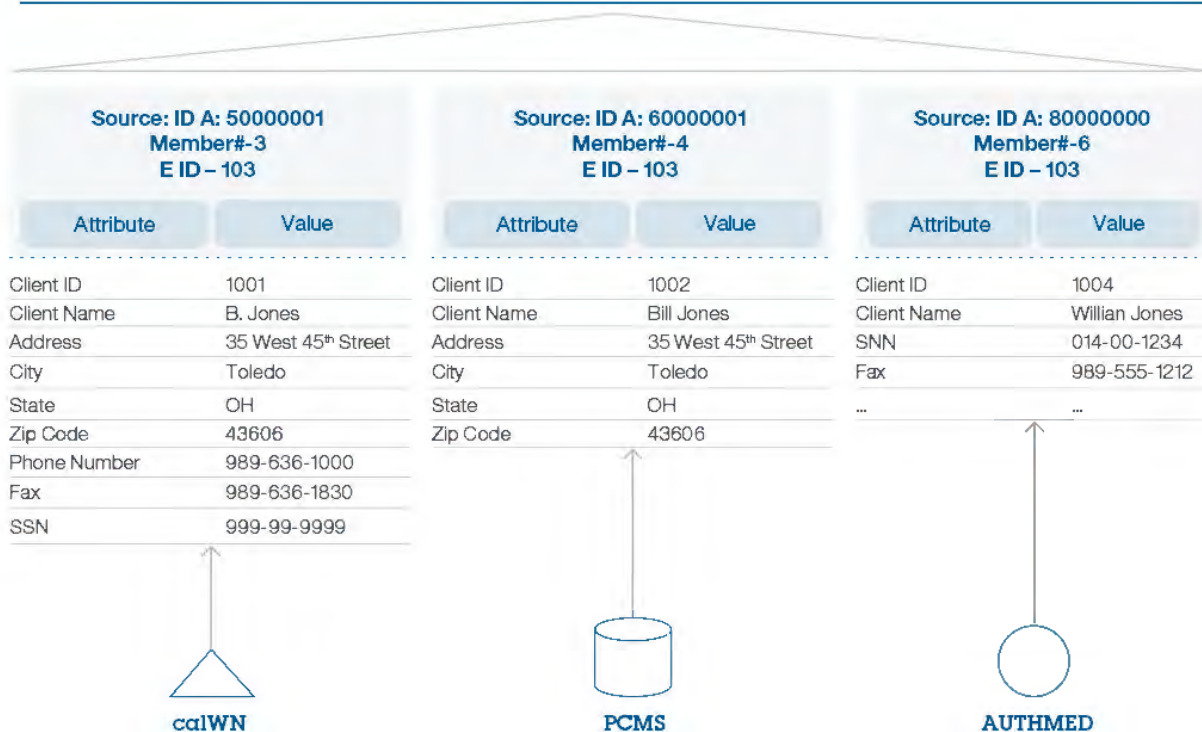 Source: ID A: 50000001
Member#-3
E ID – 103
Attribute Value
Client ID 1001
Client Name B. Jones
Address 35 West 45th Street
City Toledo
State OH
Zip Code 43606
Phone Number 989-636-1000
Fax 989-636-1830
SSN 999-99-9999
calWN
Source: ID A: 60000001
Member#-4
E ID – 103
Attribute Value
Client ID 1002
Client Name Bill Jones
Address 35 West 45th Street
City Toledo
State OH
Zip Code 43606
PCMS
Source: ID A: 80000000
Member#-6
E ID – 103
Attribute Value
Client ID 1004
Client Name Willian Jones
SNN 014-00-1234
Fax 989-555-1212
... ...
AUTHMED